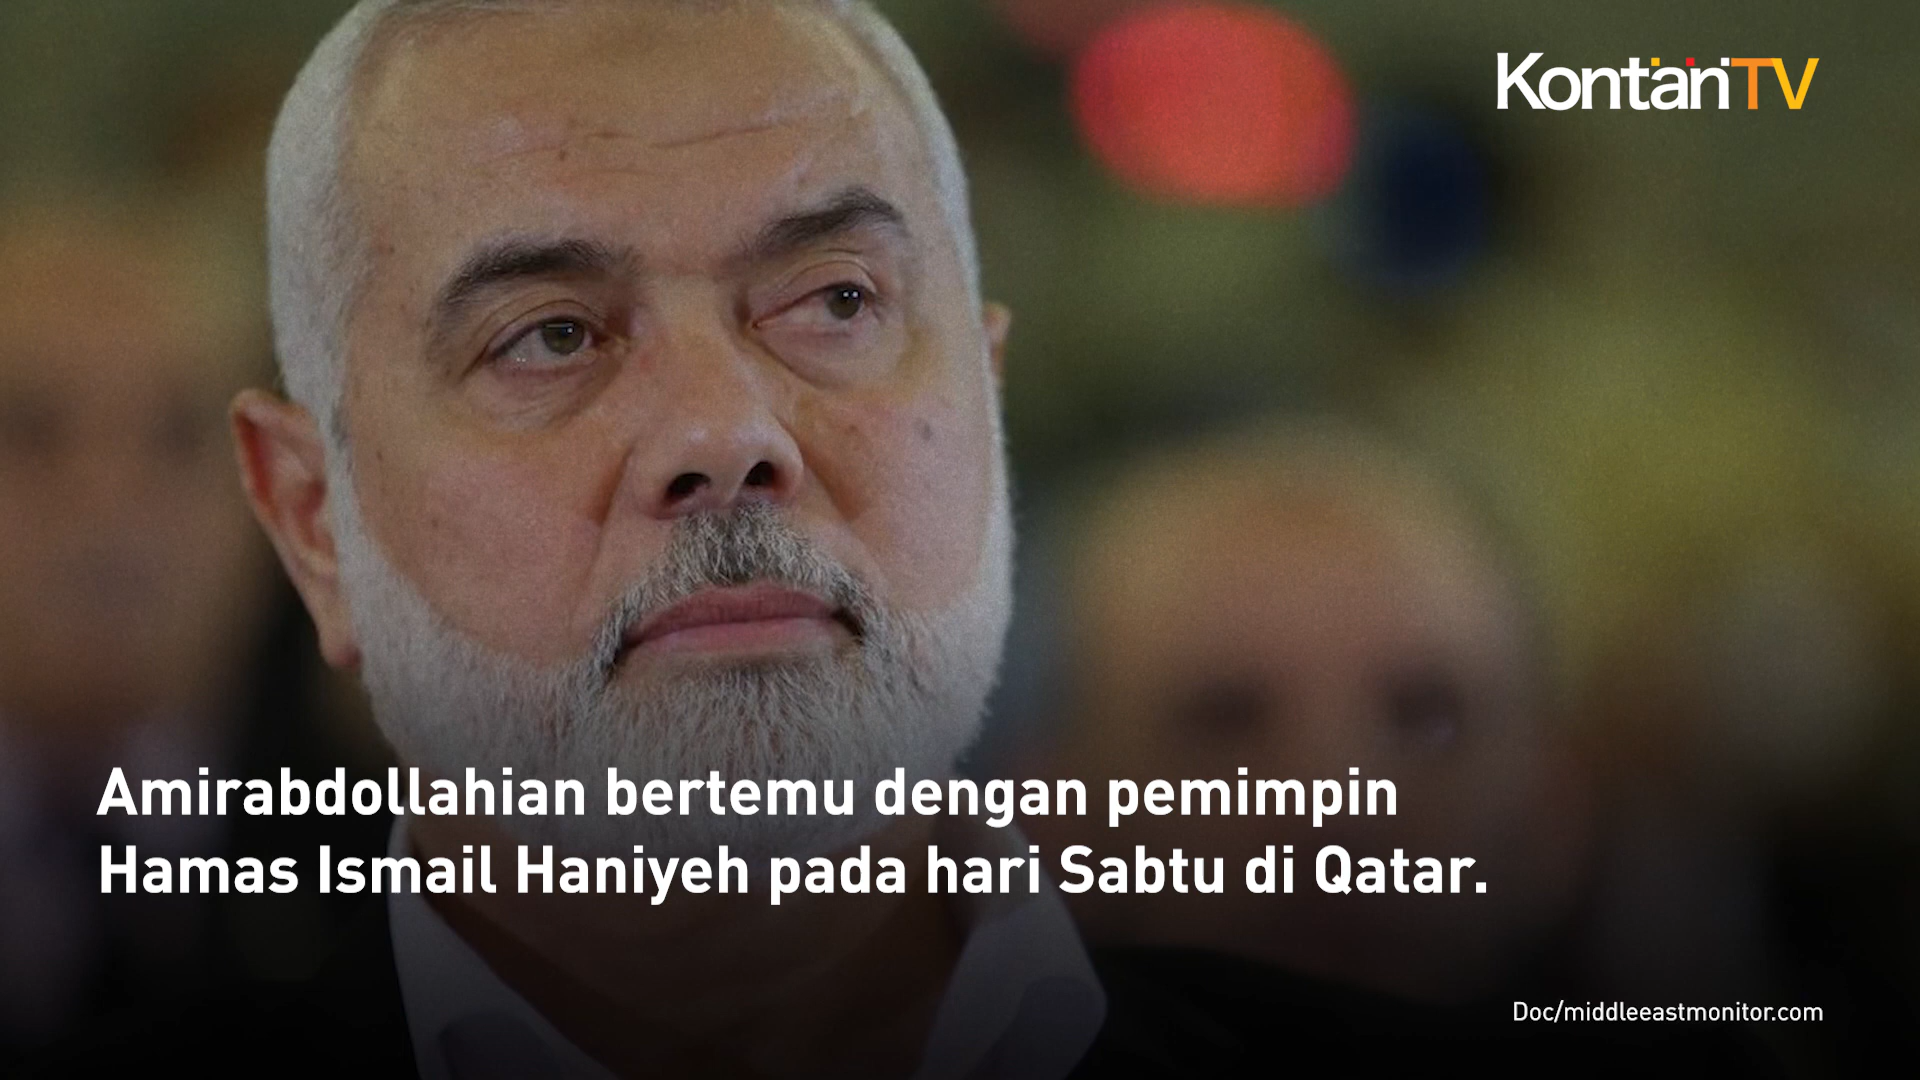 KontanTV
Amirabdollahian bertemu dengan pemimpin
Hamas Ismail Haniyeh pada hari Sabtu di Qatar.
Doc/middleeastmonitor.com